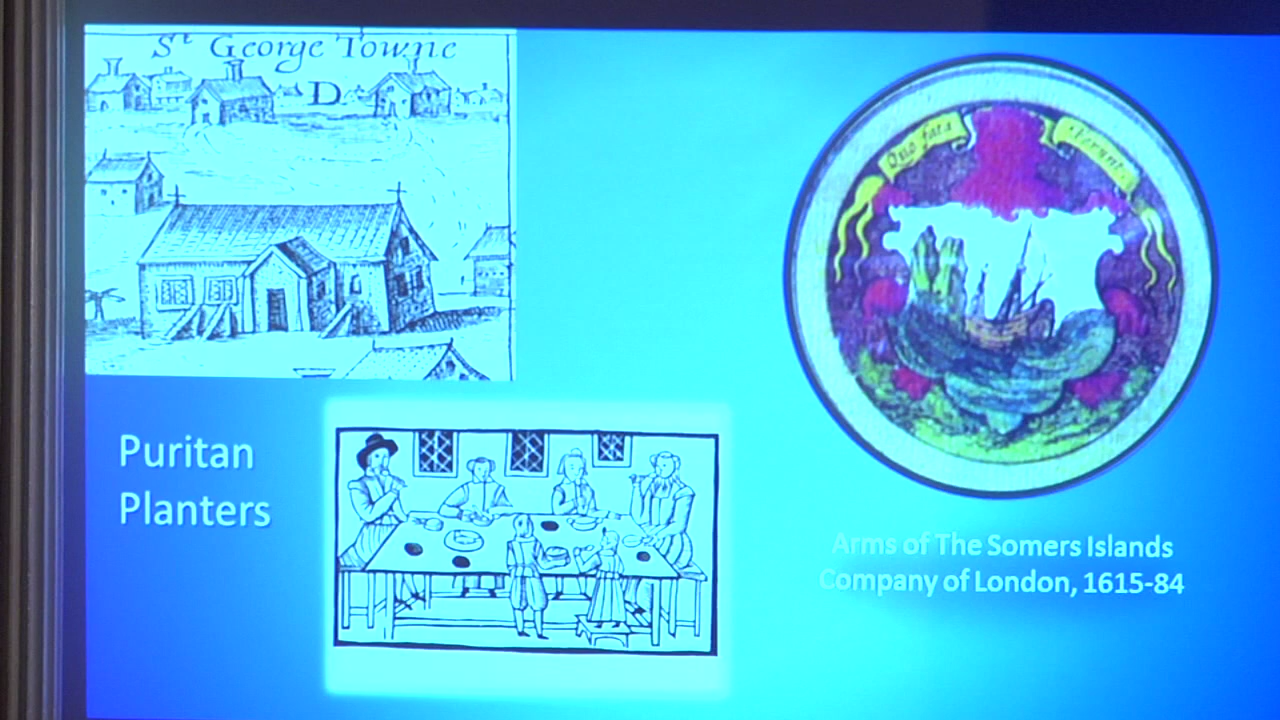 St George Towne
D
Quo fata
Puritan
Planters
Arms of The Somers Islands
Company of London, 1615-84